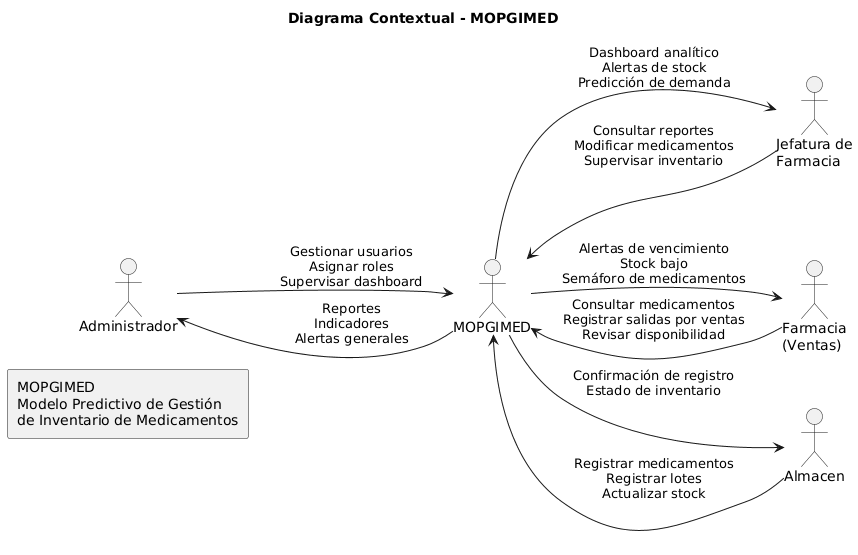 Diagrama Contextual - MOPGIMED
Dashboard analítico
Alertas de stock
Predicción de demanda
Consultar reportes
Modificar medicamentos
Supervisar inventario
Jefatura de
Farmacia
Gestionar usuarios
Asignar roles
Supervisar dashboard
Reportes
Indicadores
Alertas generales
Administrador
MOPGIMED
Alertas de vencimiento
Stock bajo
Semáforo de medicamentos
Consultar medicamentos
Registrar salidas por ventas
Revisar disponibilidad
Farmacia
(Ventas)
MOPGIMED
Modelo Predictivo de Gestión
de Inventario de Medicamentos
Confirmación de registro
Estado de inventario
Registrar medicamentos
Registrar lotes
Actualizar stock
Almacen